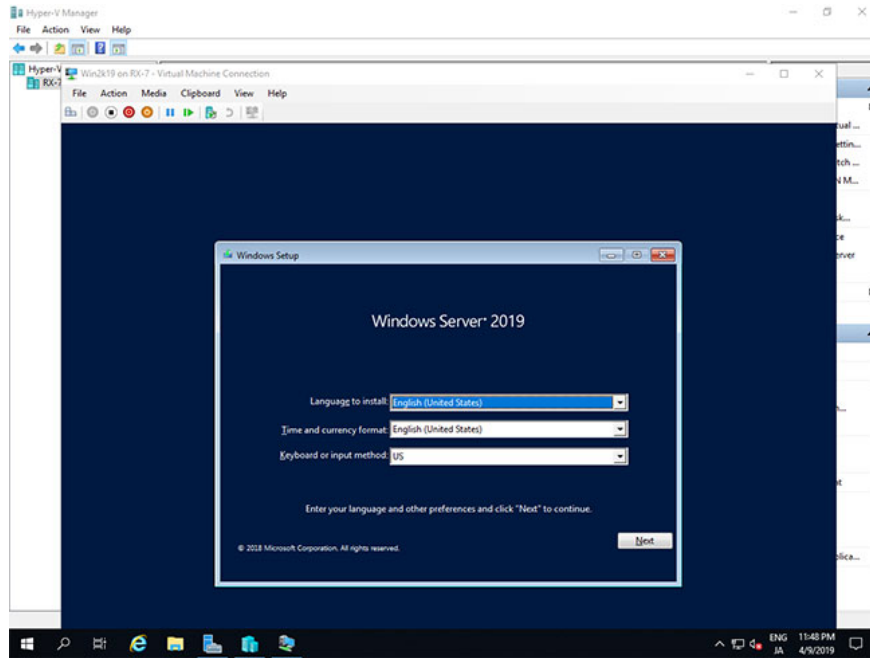 Hyper-V Manager
File Action View Help
Hyper-V
RX-7
Win2k19 on RX-7 - Virtual Machine Connection
File Action Media Clipboard View Help
Windows Setup
Windows Server 2019
Language to install: English (United States)
Time and currency format: English (United States)
Keyboard or input method: US
Enter your language and other preferences and click "Next" to continue.
Next
© 2018 Microsoft Corporation. All rights reserved.
ENG 11:48 PM
JA 4/9/2019